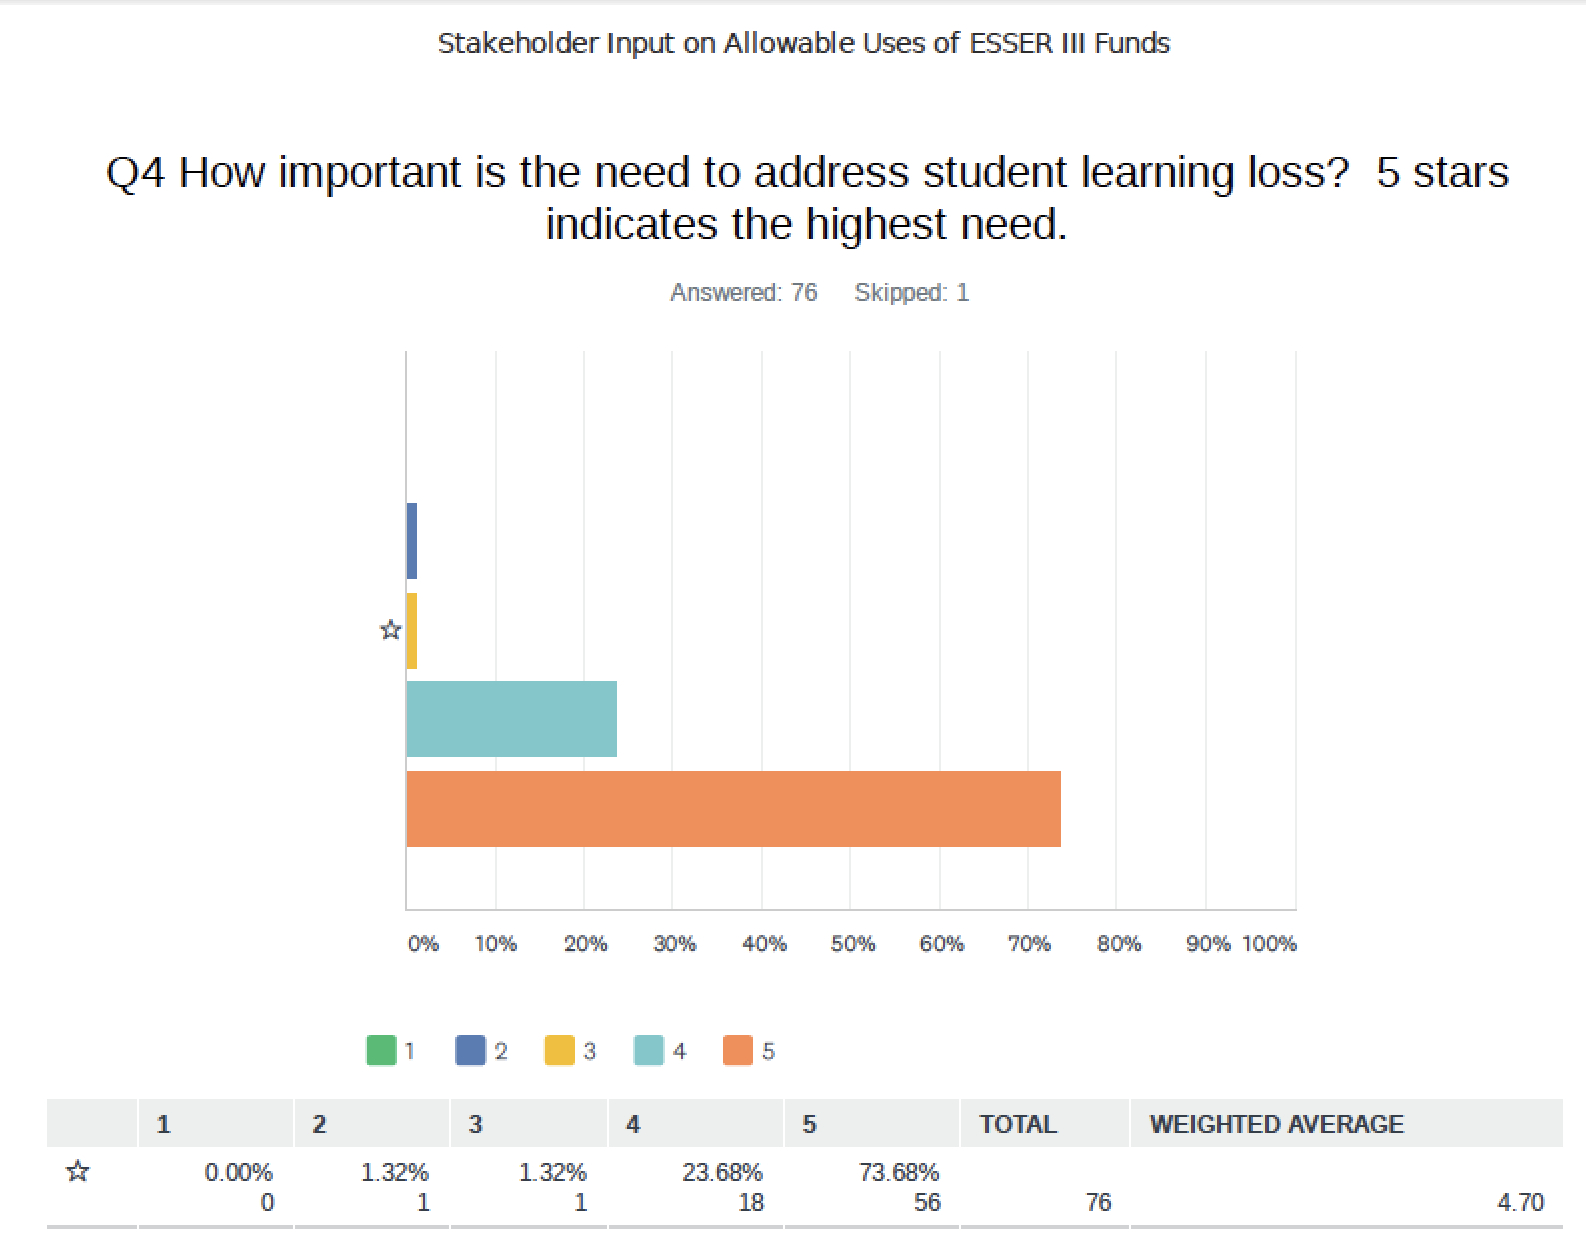 Stakeholder Input on Allowable Uses of ESSER III Funds
Q4 How important is the need to address student learning loss?  5 stars
indicates the highest need.
Answered: 76 Skipped: 1
0% 10% 20% 30% 40% 50% 60% 70% 80% 90% 100%
1 2 3 4 5
1 2 3 4 5 TOTAL WEIGHTED AVERAGE
0.00% 1.32% 1.32% 23.68% 73.68%
0 1 1 18 56 76 4.70